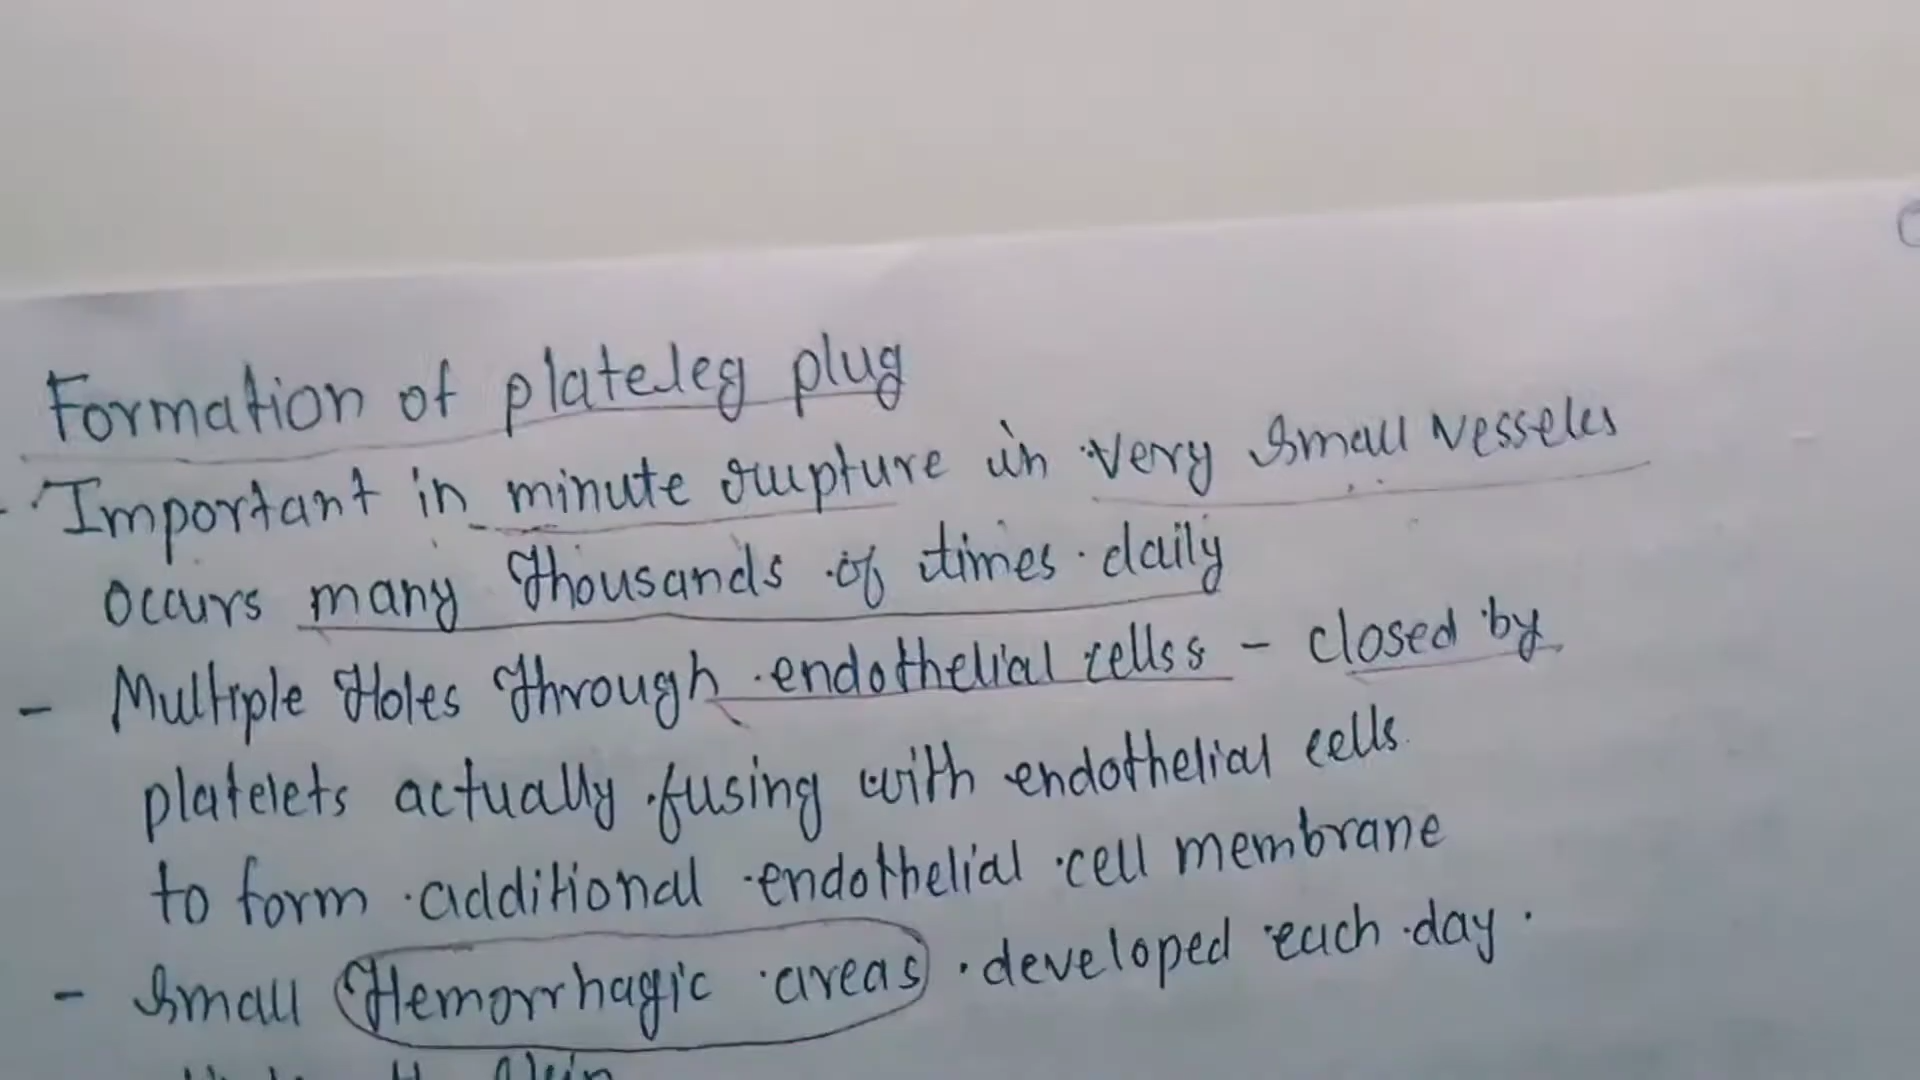 Formation of plateleg plug
- Important in minute rupture in very small vesseles
occurs many thousands of times daily
- Multiple Holes through endothelial cellss - closed by
platelets actually fusing with endothelial cells
to form additional endothelial cell membrane
- small Hemorrhagic areas developed each day.